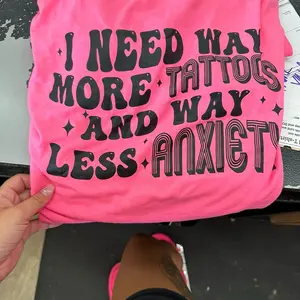 I NEED WAY
MORE TATTOOS
AND WAY
LESS ANXIETY